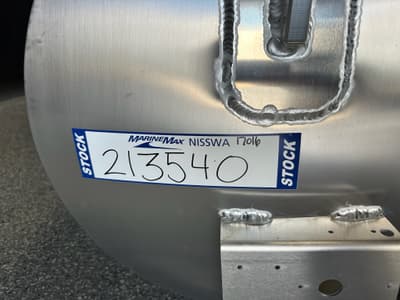 STOCK
MARINEMAX NISSWA 17016
213540
STOCK